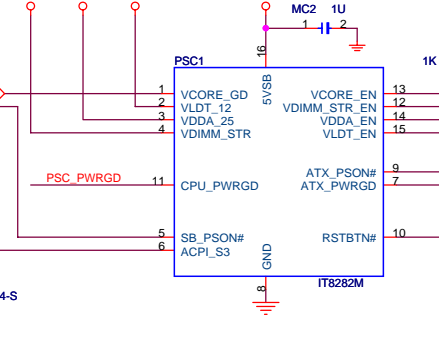 MC2 1U
1 2
PSC1
1K
16
5VSB
1 VCORE_GD VCORE_EN 13
2 VLDT_12 VDIMM_STR_EN 12
3 VDDA_25 VDDA_EN 14
4 VDIMM_STR VLDT_EN 15
ATX_PSON# 9
PSC_PWRGD 11 CPU_PWRGD ATX_PWRGD 7
5 SB_PSON# RSTBTN# 10
6 ACPI_S3
GND
8
IT8282M
4-S